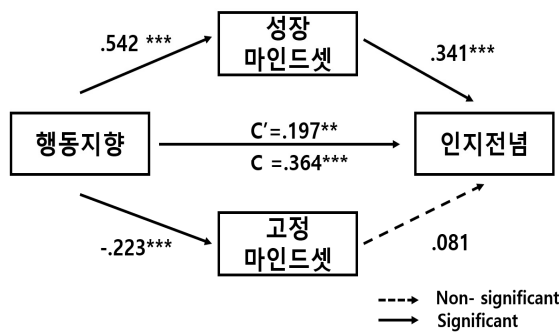 .542 ***
성장
마인드셋
.341***
행동지향
C′=.197**
C =.364***
인지전념
-.223***
고정
마인드셋
.081
Non- significant
Significant